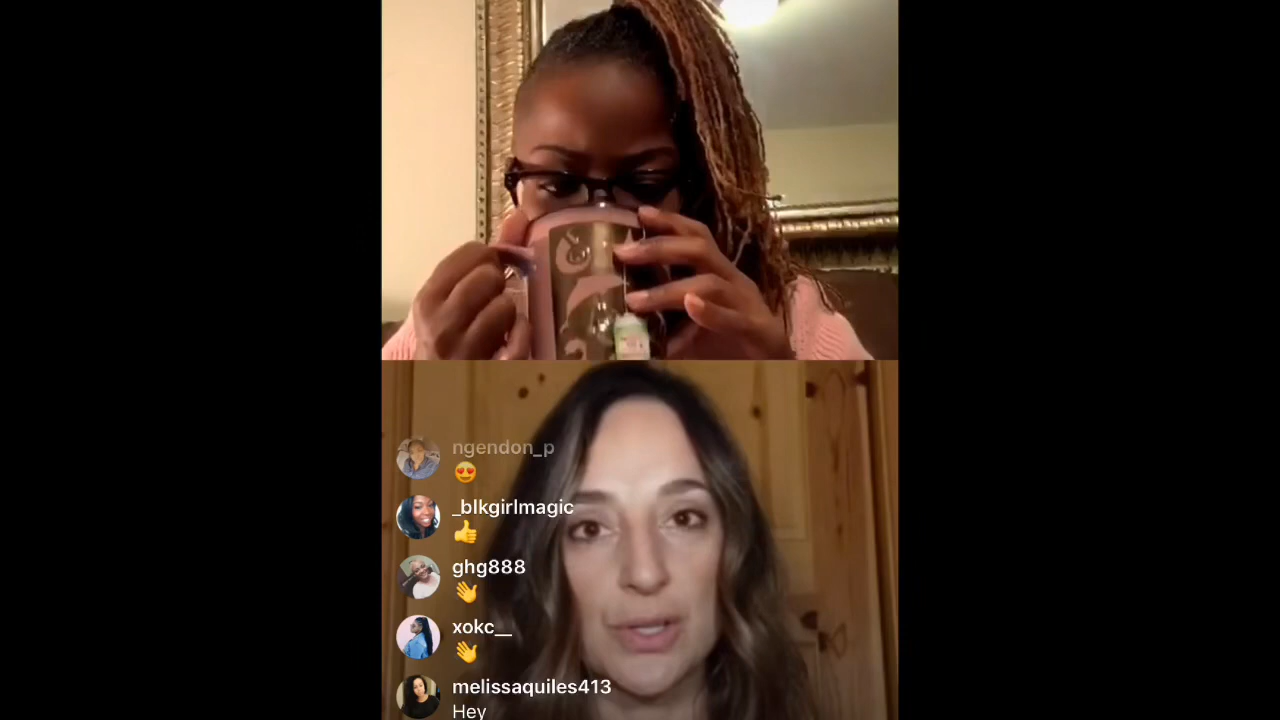 ngendon_p
😍
_blkgirlmagic
👍
ghg888
👋
xokc__
👋
melissaquiles413
Hey